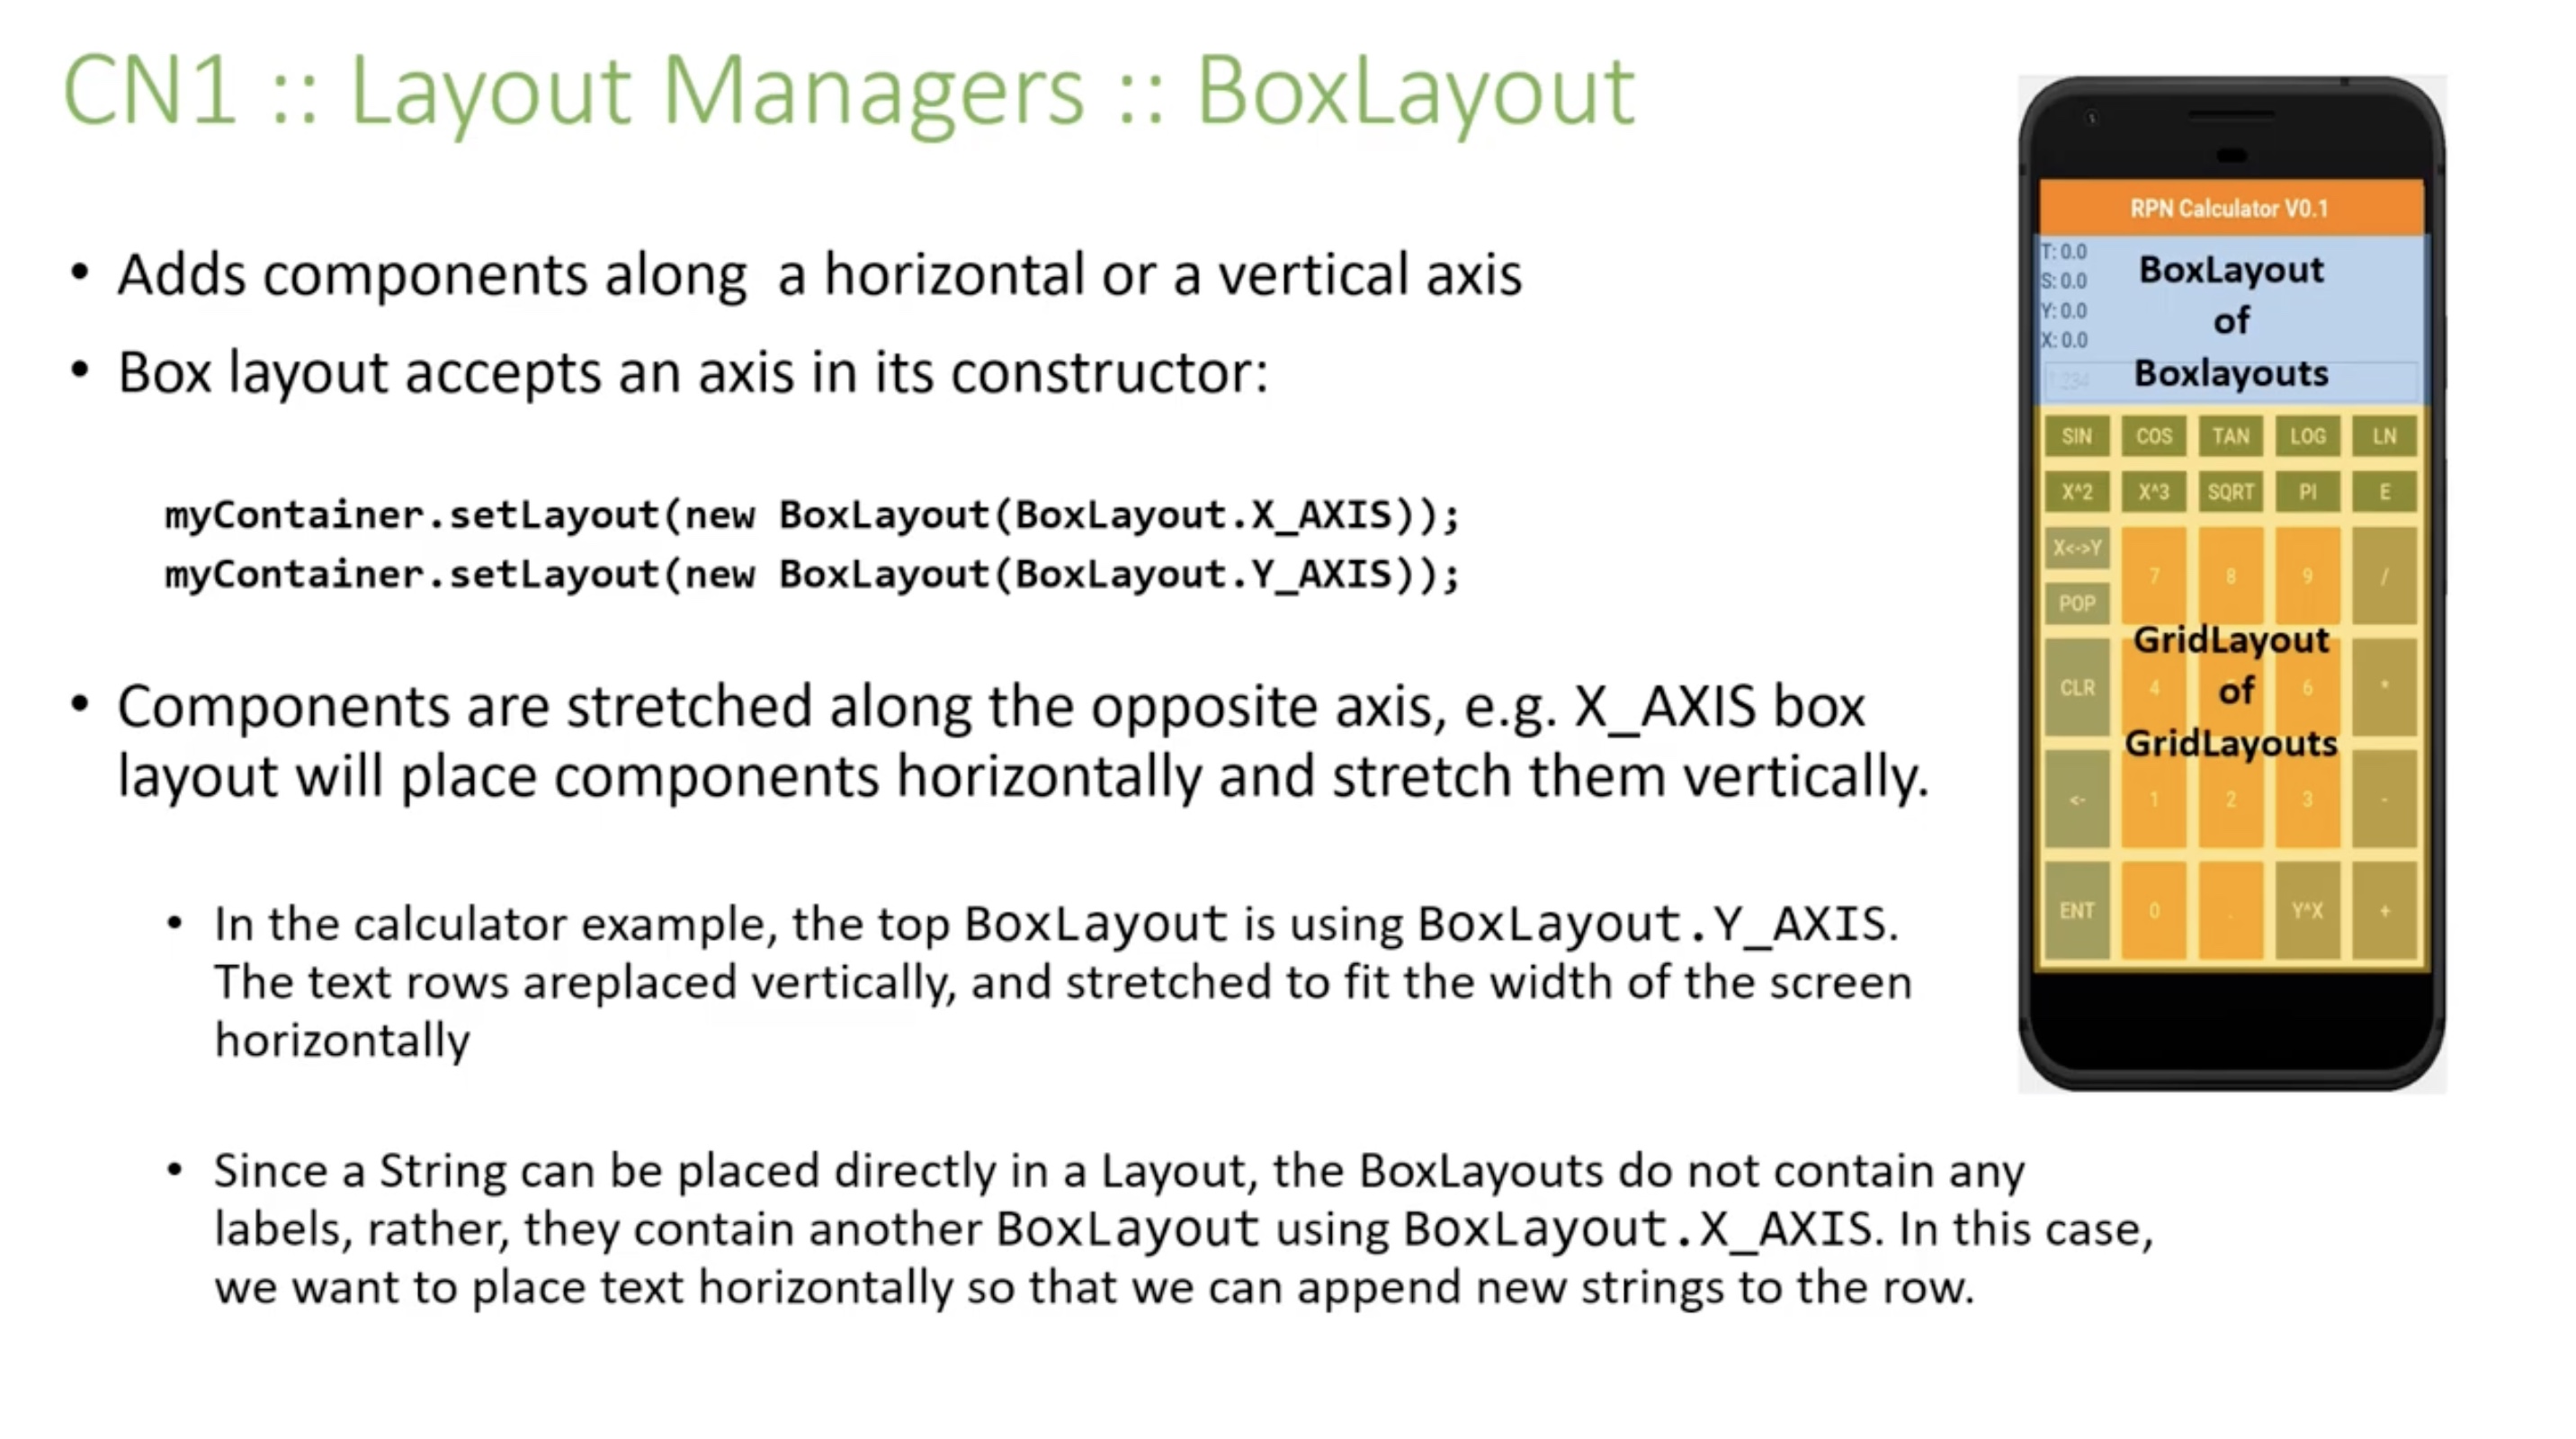 CN1 :: Layout Managers :: BoxLayout
• Adds components along a horizontal or a vertical axis
• Box layout accepts an axis in its constructor:
myContainer.setLayout(new BoxLayout(BoxLayout.X_AXIS));
myContainer.setLayout(new BoxLayout(BoxLayout.Y_AXIS));
• Components are stretched along the opposite axis, e.g. X_AXIS box
layout will place components horizontally and stretch them vertically.
• In the calculator example, the top BoxLayout is using BoxLayout.Y_AXIS.
The text rows areplaced vertically, and stretched to fit the width of the screen
horizontally
• Since a String can be placed directly in a Layout, the BoxLayouts do not contain any
labels, rather, they contain another BoxLayout using BoxLayout.X_AXIS. In this case,
we want to place text horizontally so that we can append new strings to the row.
RPN Calculator V0.1
T: 0.0
S: 0.0
Y: 0.0
X: 0.0
BoxLayout
of
Boxlayouts
SIN COS TAN LOG LN
X^2 X^3 SQRT PI E
X<->Y
7 8 9 /
POP
GridLayout
of
GridLayouts
CLR 4 6 *
<- 1 2 3 -
ENT 0 . Y^X +